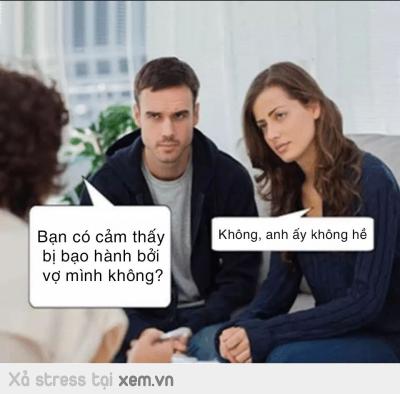 Bạn có cảm thấy
bị bạo hành bởi
vợ mình không?
Không, anh ấy không hề
Xả stress tại xem.vn